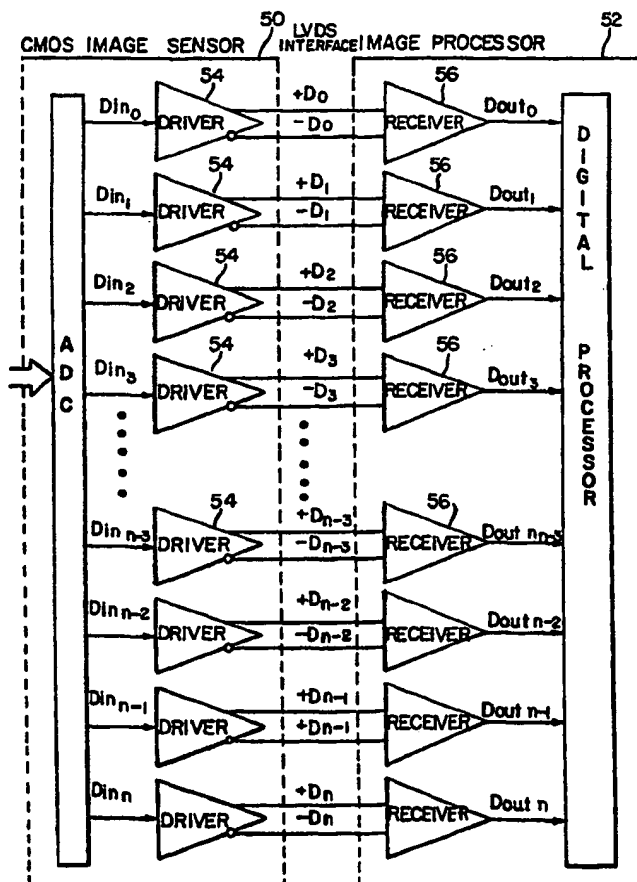 50
52
CMOS IMAGE SENSOR
LVDS INTERFACE
IMAGE PROCESSOR
ADC
DIGITAL PROCESSOR
Din0
54
DRIVER
+D0
-D0
56
RECEIVER
Dout0
Din1
54
DRIVER
+D1
-D1
56
RECEIVER
Dout1
Din2
54
DRIVER
+D2
-D2
56
RECEIVER
Dout2
Din3
54
DRIVER
+D3
-D3
56
RECEIVER
Dout3
Din n-3
54
DRIVER
+Dn-3
-Dn-3
56
RECEIVER
Dout n n-3
Din n-2
DRIVER
+Dn-2
-Dn-2
RECEIVER
Dout n-2
Din n-1
DRIVER
+Dn-1
+Dn-1
RECEIVER
Dout n-1
Din n
DRIVER
+Dn
-Dn
RECEIVER
Dout n